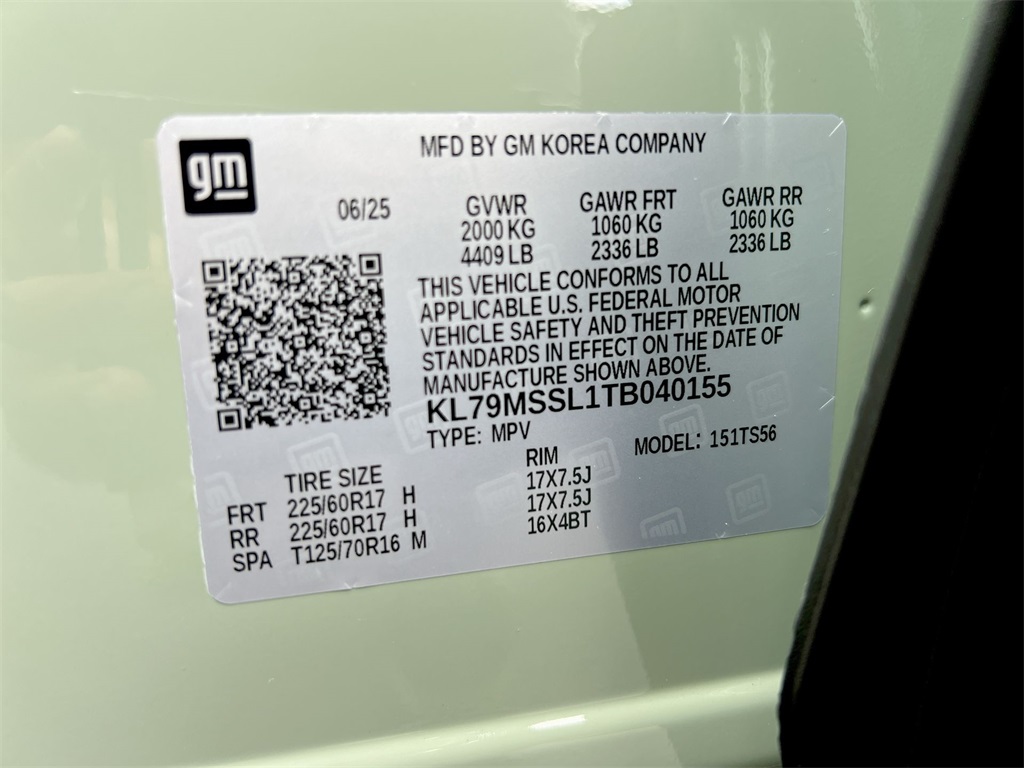 gm
MFD BY GM KOREA COMPANY
06/25
GVWR
2000 KG
4409 LB
GAWR FRT
1060 KG
2336 LB
GAWR RR
1060 KG
2336 LB
THIS VEHICLE CONFORMS TO ALL
APPLICABLE U.S. FEDERAL MOTOR
VEHICLE SAFETY AND THEFT PREVENTION
STANDARDS IN EFFECT ON THE DATE OF
MANUFACTURE SHOWN ABOVE.
KL79MSSL1TB040155
TYPE: MPV
MODEL: 151TS56
TIRE SIZE RIM
FRT 225/60R17 H 17X7.5J
RR 225/60R17 H 17X7.5J
SPA T125/70R16 M 16X4BT